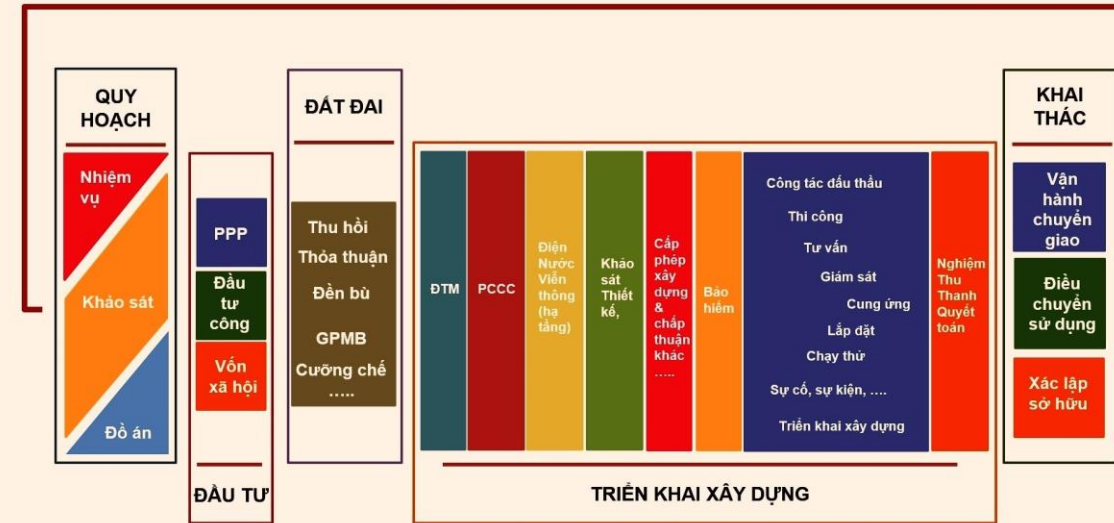 QUY
HOẠCH
Nhiệm
vụ
Khảo sát
Đồ án
PPP
Đầu
tư
công
Vốn
xã hội
ĐẦU TƯ
ĐẤT ĐAI
Thu hồi
Thỏa thuận
Đền bù
GPMB
Cưỡng chế
…..
ĐTM
PCCC
Điện
Nước
Viễn
thông
(hạ
tầng)
Khảo
sát
Thiết
kế,
Cấp
phép
xây
dựng
&
chấp
thuận
khác
…..
Bảo
hiểm
Công tác đấu thầu
Thi công
Tư vấn
Giám sát
Cung ứng
Lắp đặt
Chạy thử
Sự cố, sự kiện, ….
Triển khai xây dựng
Nghiệm
Thu
Thanh
Quyết
toán
TRIỂN KHAI XÂY DỰNG
KHAI
THÁC
Vận
hành
chuyển
giao
Điều
chuyển
sử dụng
Xác lập
sở hữu